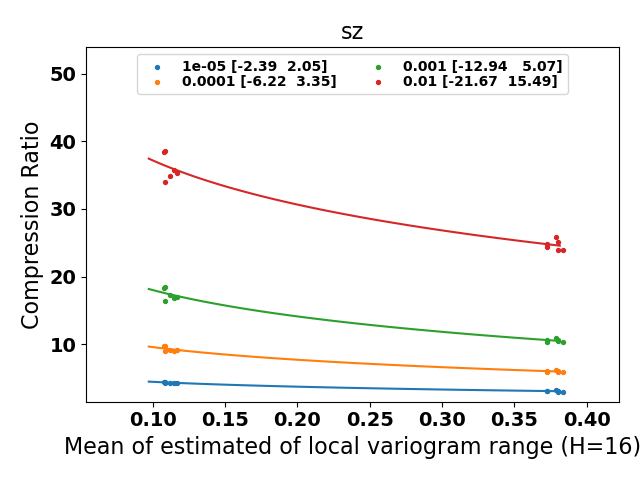 sz
1e-05 [-2.39  2.05]
0.0001 [-6.22  3.35]
0.001 [-12.94   5.07]
0.01 [-21.67  15.49]
Compression Ratio
50
40
30
20
10
0.10 0.15 0.20 0.25 0.30 0.35 0.40
Mean of estimated of local variogram range (H=16)